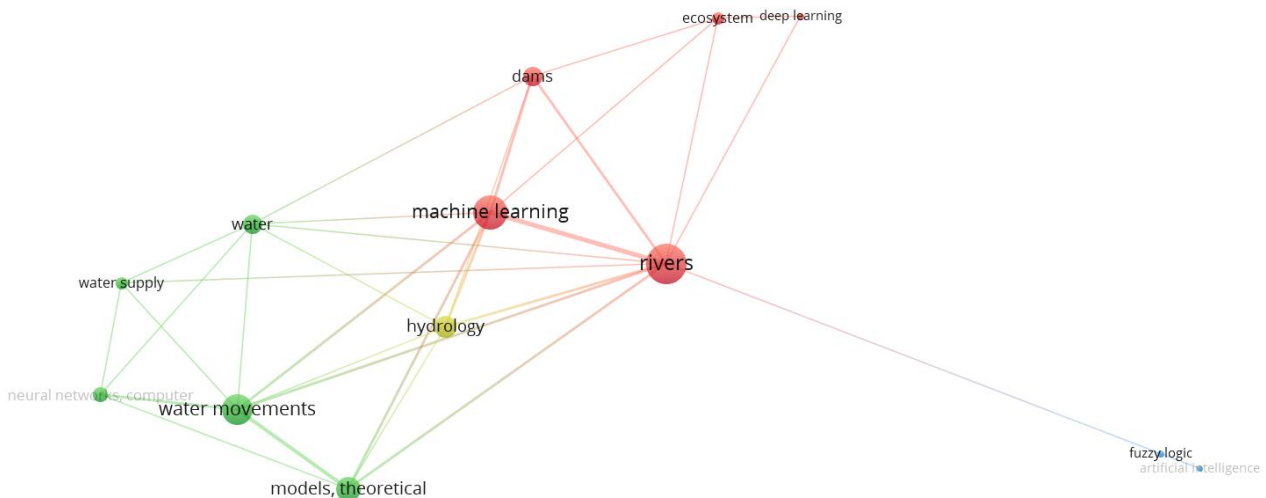 ecosystem
deep learning
dams
machine learning
water
rivers
water supply
hydrology
neural networks, computer
water movements
fuzzy logic
artificial intelligence
models, theoretical